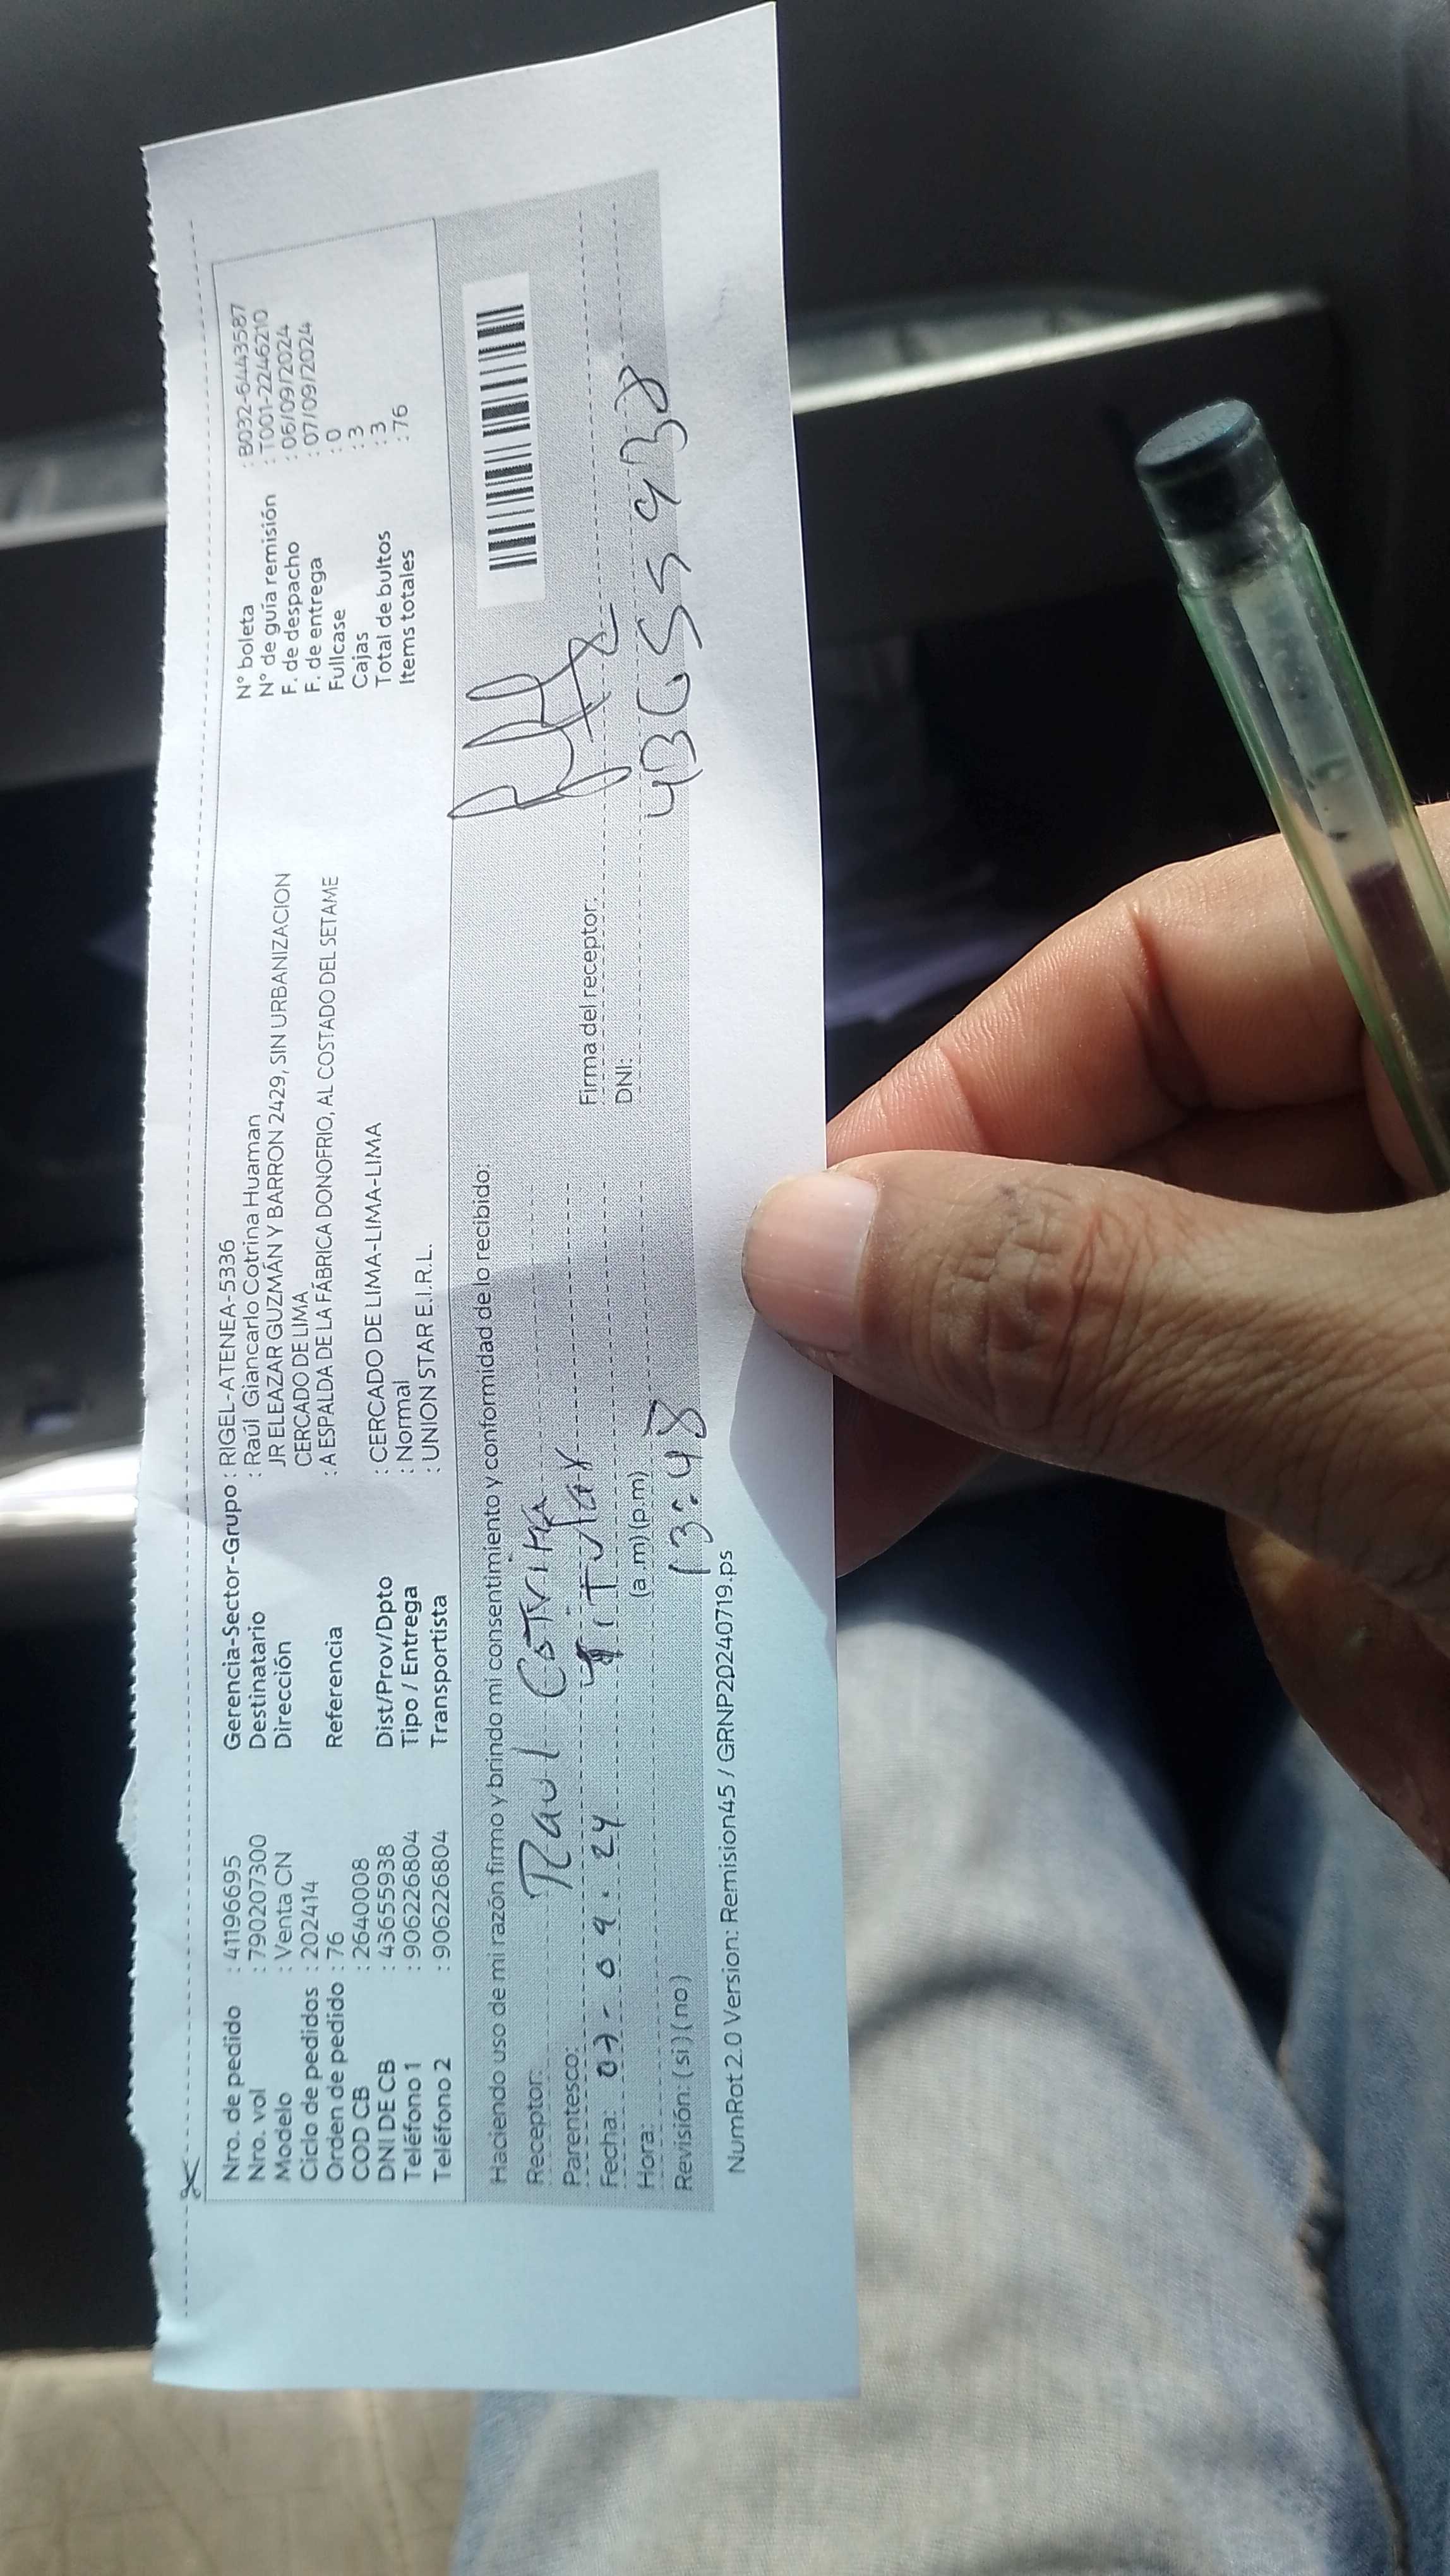 Nro. de pedido : 41196695
Nro. vol : 790207300
Modelo : Venta CN
Ciclo de pedidos : 202414
Orden de pedido : 76
COD CB : 2640008
DNI DE CB : 43655938
Teléfono 1 : 906226804
Teléfono 2 : 906226804
Gerencia-Sector-Grupo : RIGEL-ATENEA-5336
Destinatario : Raúl Giancarlo Cotrina Huaman
Dirección JR ELEAZAR GUZMÁN Y BARRON 2429, SIN URBANIZACION
CERCADO DE LIMA
Referencia : A ESPALDA DE LA FÁBRICA DONOFRIO, AL COSTADO DEL SETAME
Dist/Prov/Dpto : CERCADO DE LIMA-LIMA-LIMA
Tipo / Entrega : Normal
Transportista : UNION STAR E.I.R.L.
N° boleta : B032-6443587
N° de guía remisión : T001-2246210
F. de despacho : 06/09/2024
F. de entrega : 07/09/2024
Fullcase : 0
Cajas : 3
Total de bultos : 3
Items totales : 76
Haciendo uso de mi razón firmo y brindo mi consentimiento y conformidad de lo recibido:
Receptor: Raul Cotrina
Parentesco: Titular
Fecha: 07-09.24
Hora: (a.m) (p.m) 13:48
Revisión: (si) (no)
Firma del receptor:
DNI: 43655938
NumRot 2.0 Version: Remision45 / GRNP2D240719.ps